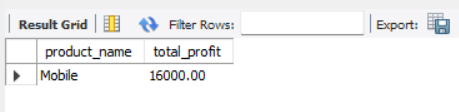 Result Grid Filter Rows: Export:
product_name total_profit
Mobile 16000.00